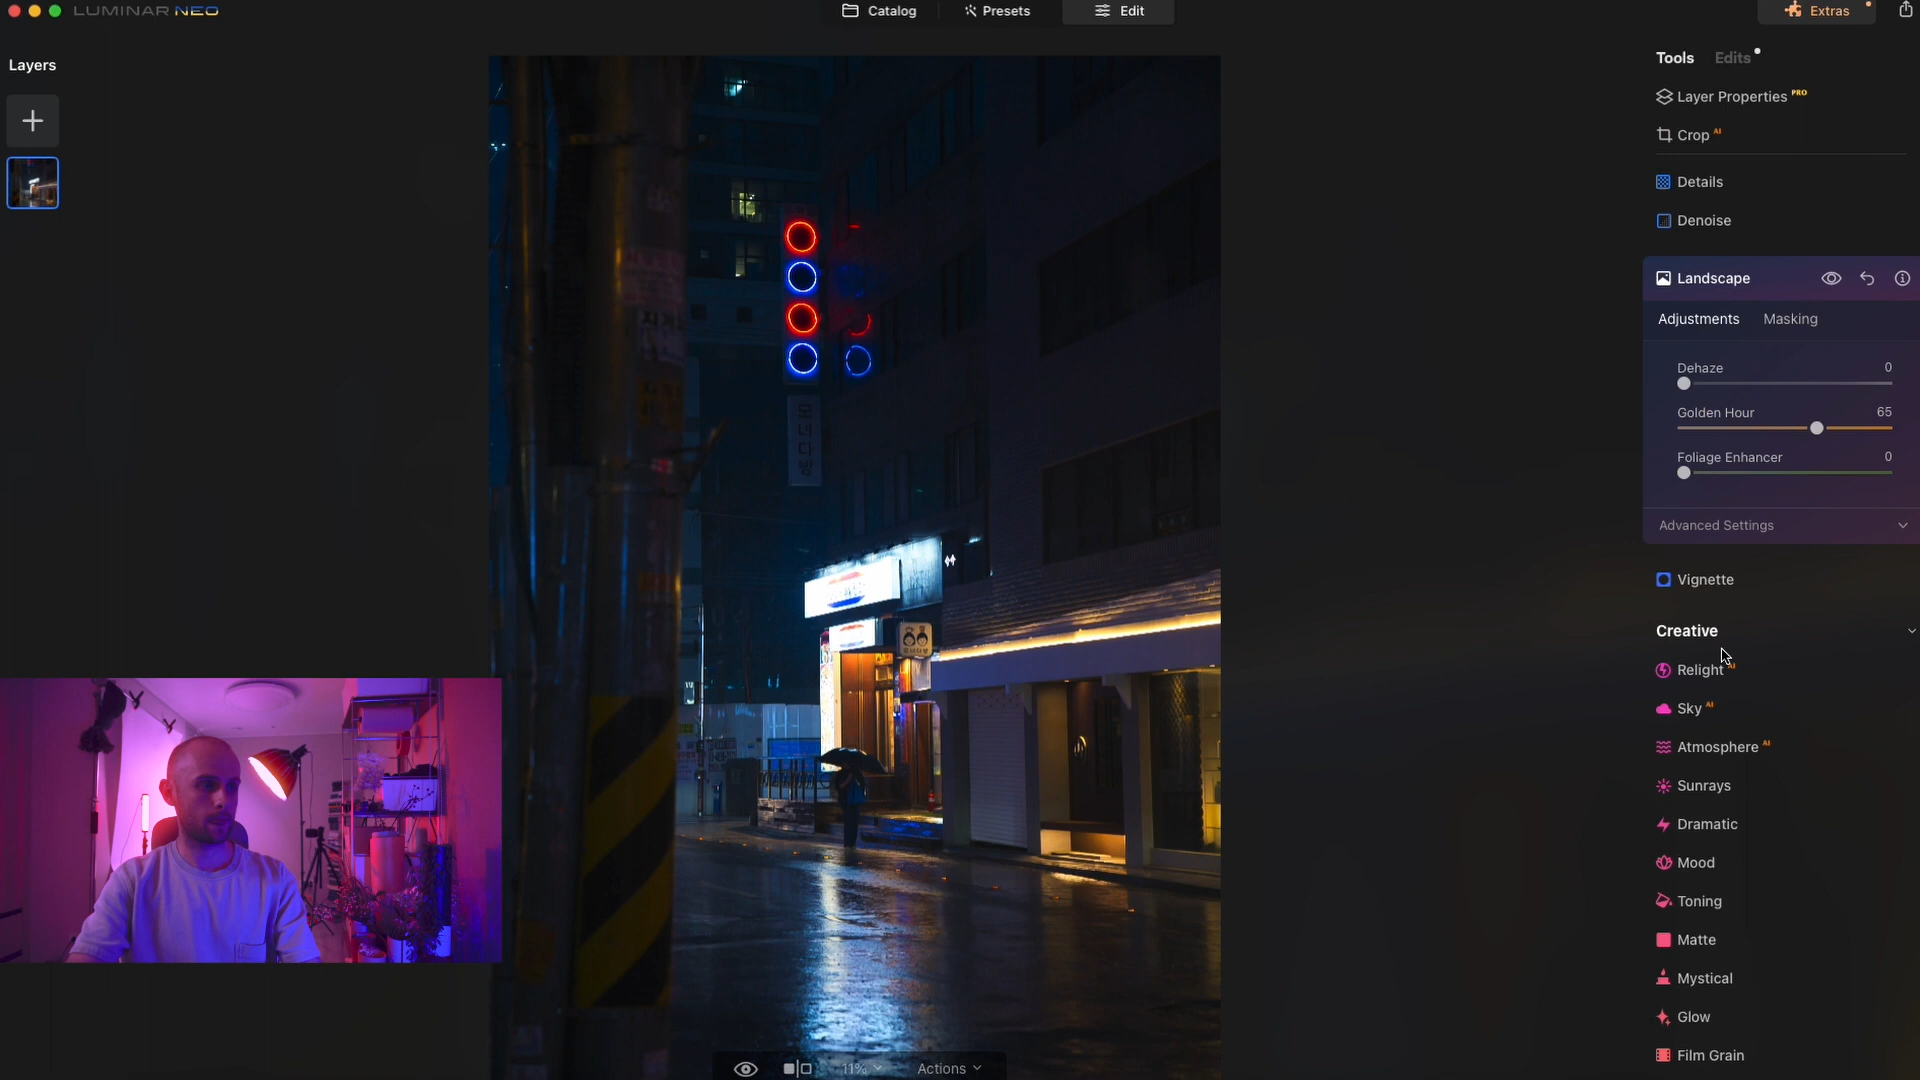 LUMINAR NEO
Catalog
Presets
Edit
Extras
Layers
Tools
Edits
Layer Properties PRO
Crop AI
Details
Denoise
Landscape
Adjustments
Masking
Dehaze 0
Golden Hour 65
Foliage Enhancer 0
Advanced Settings
Vignette
Creative
Relight AI
Sky AI
Atmosphere AI
Sunrays
Dramatic
Mood
Toning
Matte
Mystical
Glow
Film Grain
11%
Actions